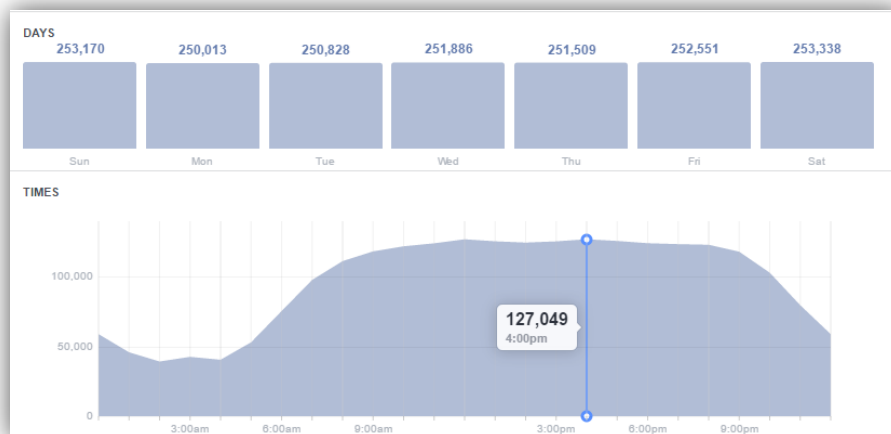 DAYS
253,170 250,013 250,828 251,886 251,509 252,551 253,338
Sun Mon Tue Wed Thu Fri Sat
TIMES
100,000
127,049
4:00pm
50,000
0
3:00am 6:00am 9:00am 3:00pm 6:00pm 9:00pm